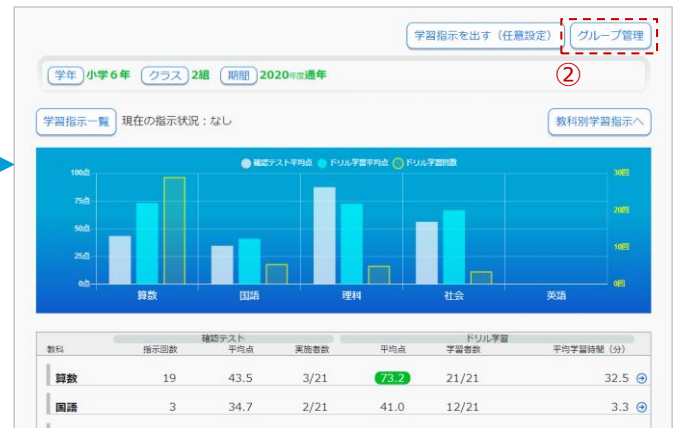 学習指示を出す（任意設定） グループ管理
②
学年 小学６年 クラス 2組 期間 2020年度通年
学習指示一覧 現在の指示状況：なし 教科別学習指示へ
確認テスト平均点 ドリル学習平均点 ドリル学習回数
100点 30回
75点
20回
50点
10回
25点
0点 0回
算数 国語 理科 社会 英語
確認テスト ドリル学習
教科 指示回数 平均点 実施者数 平均点 学習者数 平均学習時間（分）
算数 19 43.5 3/21 73.2 21/21 32.5
国語 3 34.7 2/21 41.0 12/21 3.3